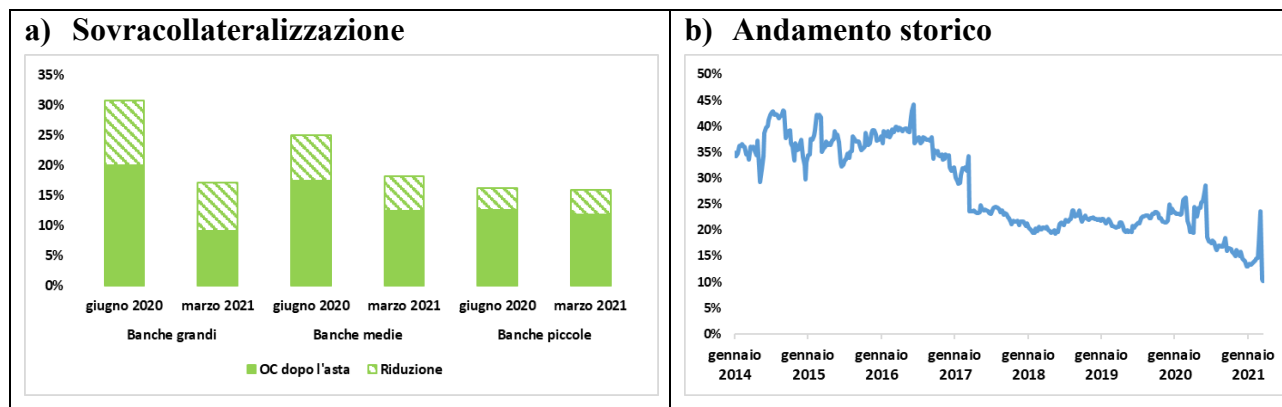 a) Sovracollateralizzazione
35%
30%
25%
20%
15%
10%
5%
0%
giugno 2020 marzo 2021 giugno 2020 marzo 2021 giugno 2020 marzo 2021
Banche grandi Banche medie Banche piccole
OC dopo l'asta Riduzione
b) Andamento storico
50%
45%
40%
35%
30%
25%
20%
15%
10%
5%
0%
gennaio gennaio gennaio gennaio gennaio gennaio gennaio gennaio
2014 2015 2016 2017 2018 2019 2020 2021